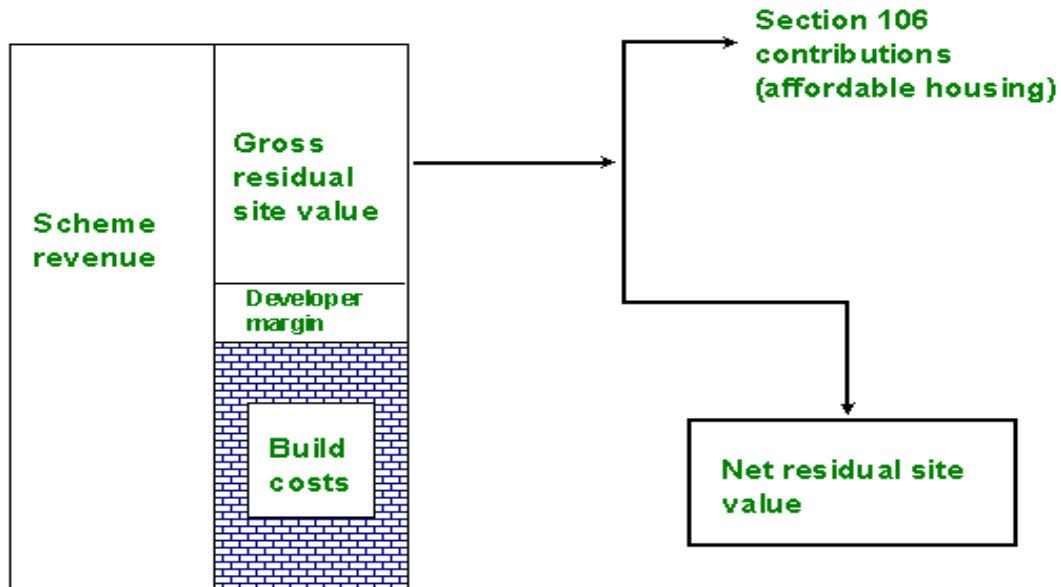 Scheme
revenue
Gross
residual
site value
Developer
margin
Build
costs
Section 106
contributions
(affordable housing)
Net residual site
value